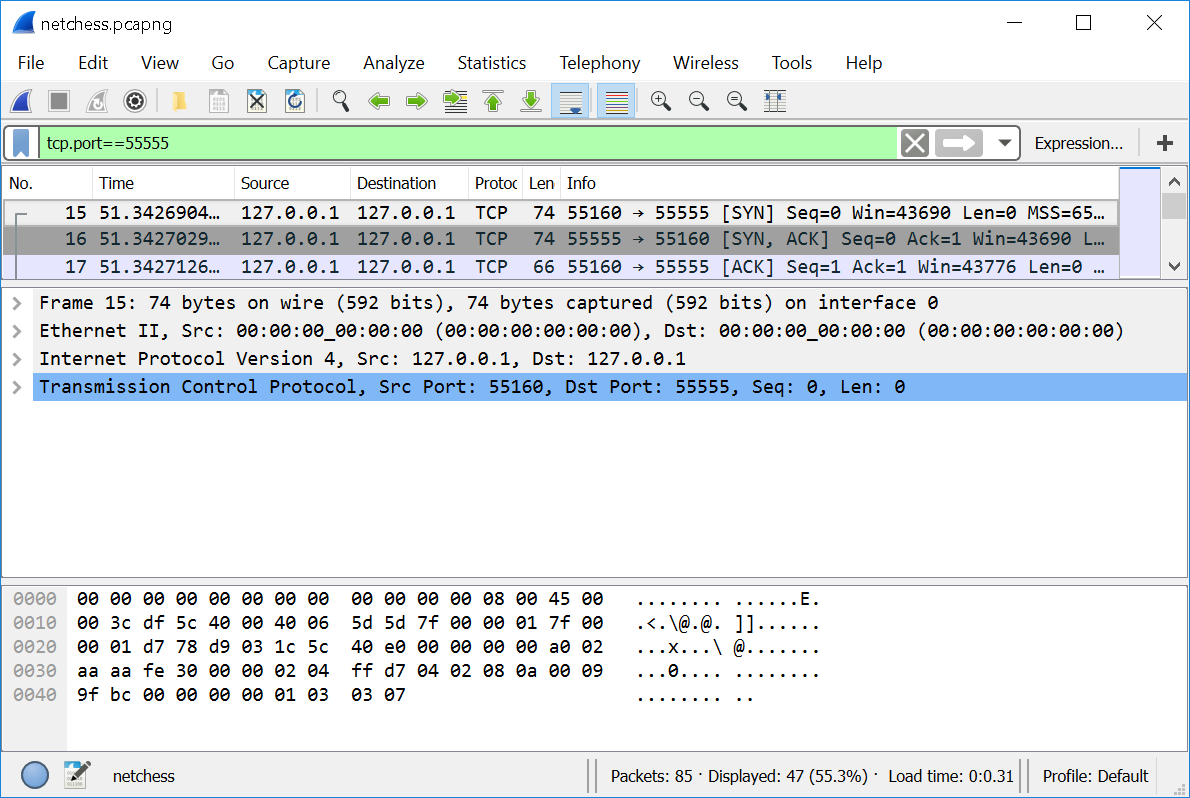 netchess.pcapng
File Edit View Go Capture Analyze Statistics Telephony Wireless Tools Help
tcp.port==55555 Expression... +
No. Time Source Destination Protoc Len Info
15 51.3426904… 127.0.0.1 127.0.0.1 TCP 74 55160 → 55555 [SYN] Seq=0 Win=43690 Len=0 MSS=65…
16 51.3427029… 127.0.0.1 127.0.0.1 TCP 74 55555 → 55160 [SYN, ACK] Seq=0 Ack=1 Win=43690 L…
17 51.3427126… 127.0.0.1 127.0.0.1 TCP 66 55160 → 55555 [ACK] Seq=1 Ack=1 Win=43776 Len=0 …
Frame 15: 74 bytes on wire (592 bits), 74 bytes captured (592 bits) on interface 0
Ethernet II, Src: 00:00:00_00:00:00 (00:00:00:00:00:00), Dst: 00:00:00_00:00:00 (00:00:00:00:00:00)
Internet Protocol Version 4, Src: 127.0.0.1, Dst: 127.0.0.1
Transmission Control Protocol, Src Port: 55160, Dst Port: 55555, Seq: 0, Len: 0
0000 00 00 00 00 00 00 00 00 00 00 00 00 08 00 45 00 ........ ......E.
0010 00 3c df 5c 40 00 40 06 5d 5d 7f 00 00 01 7f 00 .<.\@.@. ]]......
0020 00 01 d7 78 d9 03 1c 5c 40 e0 00 00 00 00 a0 02 ...x...\ @.......
0030 aa aa fe 30 00 00 02 04 ff d7 04 02 08 0a 00 09 ...0.... ........
0040 9f bc 00 00 00 00 01 03 03 07 ........ ..
netchess Packets: 85 · Displayed: 47 (55.3%) · Load time: 0:0.31 Profile: Default